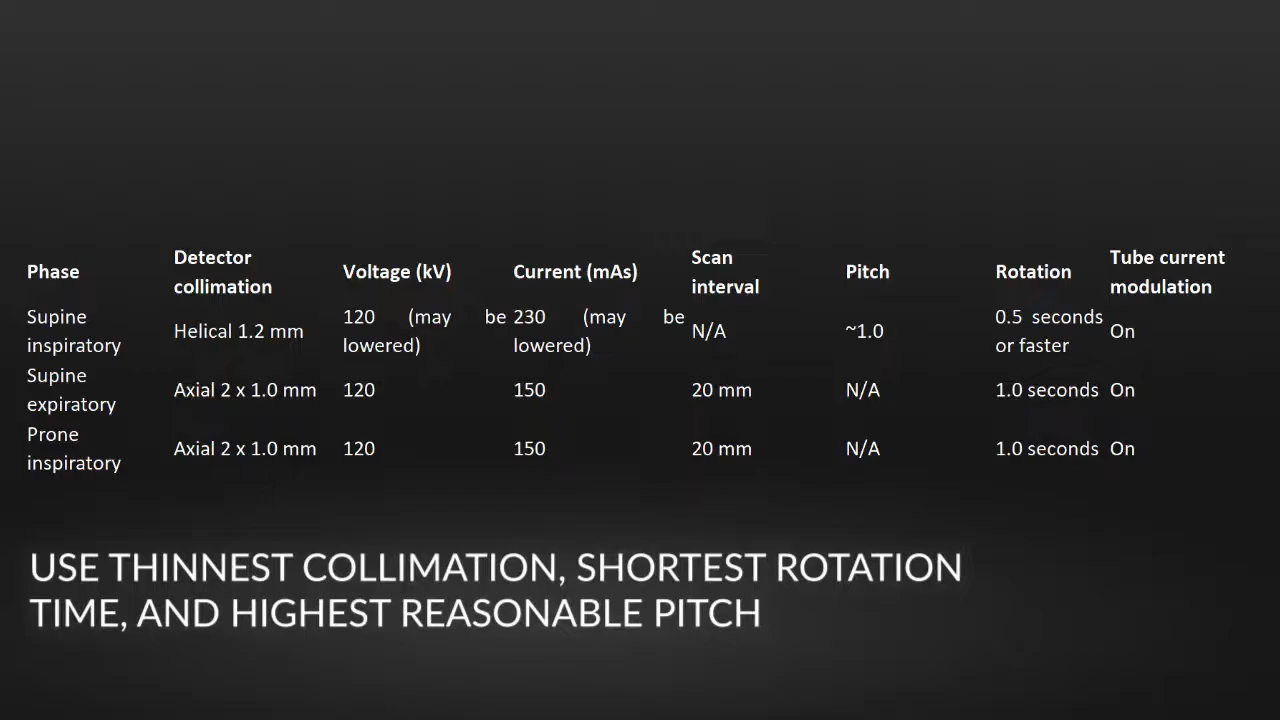 Phase Detector collimation Voltage (kV) Current (mAs) Scan interval Pitch Rotation Tube current modulation
Supine inspiratory Helical 1.2 mm 120 (may be lowered) 230 (may be lowered) N/A ~1.0 0.5 seconds or faster On
Supine expiratory Axial 2 x 1.0 mm 120 150 20 mm N/A 1.0 seconds On
Prone inspiratory Axial 2 x 1.0 mm 120 150 20 mm N/A 1.0 seconds On
USE THINNEST COLLIMATION, SHORTEST ROTATION
TIME, AND HIGHEST REASONABLE PITCH